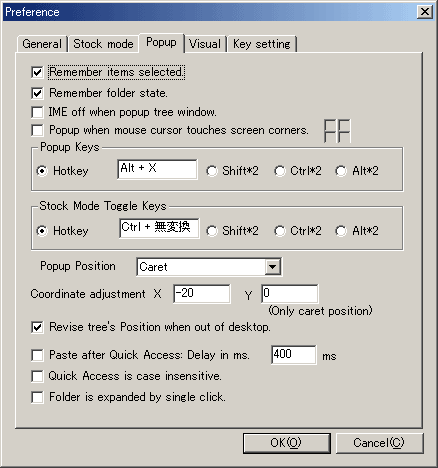 Preference
General Stock mode Popup Visual Key setting
Remember items selected.
Remember folder state.
IME off when popup tree window.
Popup when mouse cursor touches screen corners.
Popup Keys
Hotkey Alt + X Shift*2 Ctrl*2 Alt*2
Stock Mode Toggle Keys
Hotkey Ctrl + 無変換 Shift*2 Ctrl*2 Alt*2
Popup Position Caret
Coordinate adjustment X -20 Y 0
(Only caret position)
Revise tree's Position when out of desktop.
Paste after Quick Access: Delay in ms. 400 ms
Quick Access is case insensitive.
Folder is expanded by single click.
OK(O) Cancel(C)